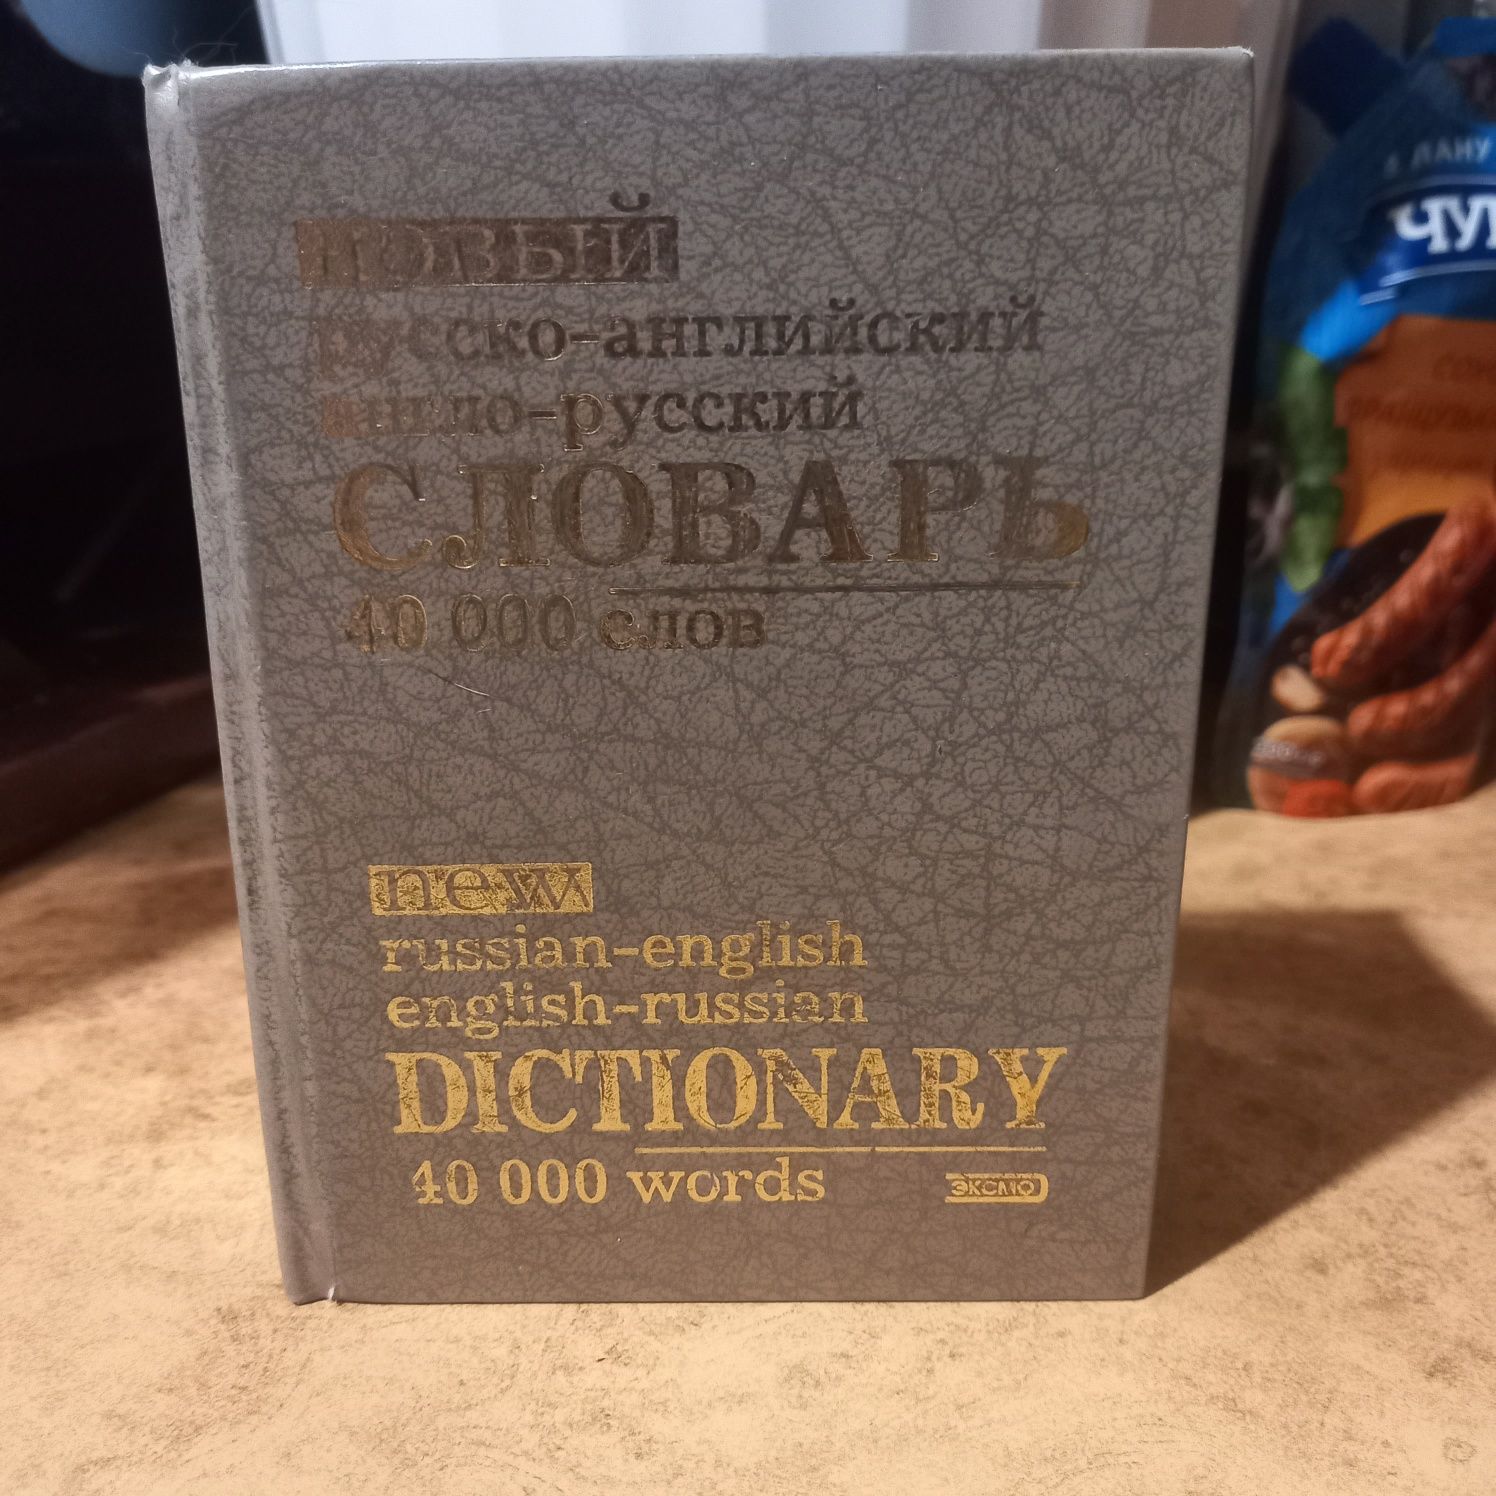 новый
русско-английский
англо-русский
СЛОВАРЬ
40 000 слов
new
russian-english
english-russian
DICTIONARY
40 000 words
ЭКСМО